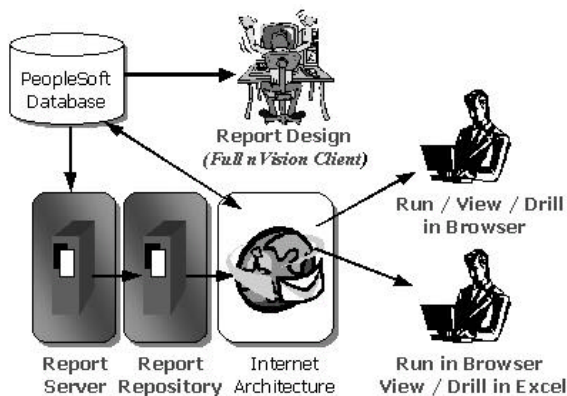 PeopleSoft
Database
Report Design
(Full nVision Client)
Run / View / Drill
in Browser
Report
Server
Report
Repository
Internet
Architecture
Run in Browser
View / Drill in Excel